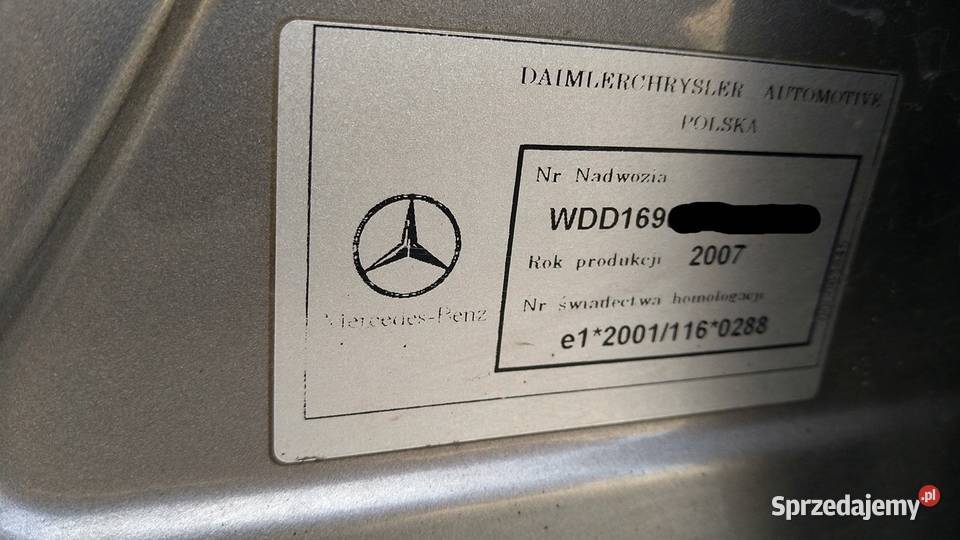 DAIMLERCHRYSLER AUTOMOTIVE
POLSKA
Nr Nadwozia
WDD169
Rok produkcji 2007
Nr świadectwa homologacji
e1*2001/116*0288
Mercedes-Benz
Sprzedajemy.pl